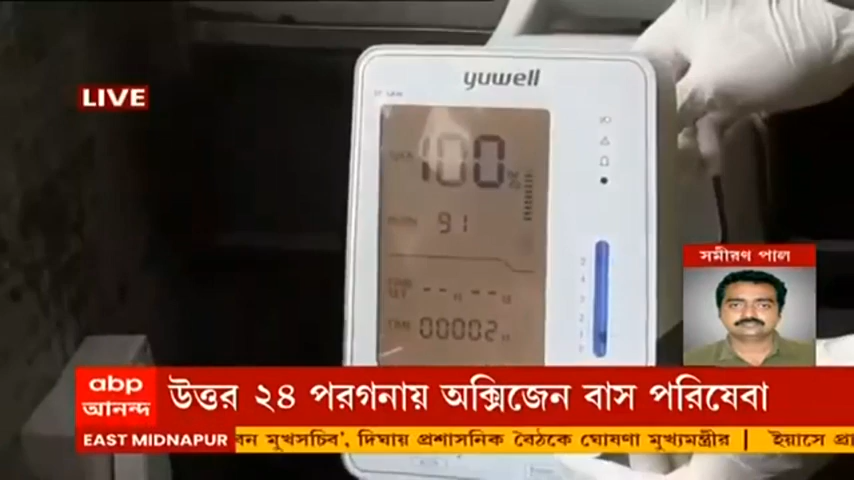 yuwell
LIVE
100
91
-- --
00002
সমীরণ পাল
abp
আনন্দ
উত্তর ২৪ পরগনায় অক্সিজেন বাস পরিষেবা
EAST MIDNAPUR
বন মুখসচিব', দিঘায় প্রশাসনিক বৈঠকে ঘোষণা মুখ্যমন্ত্রীর | ইয়াসে প্রা